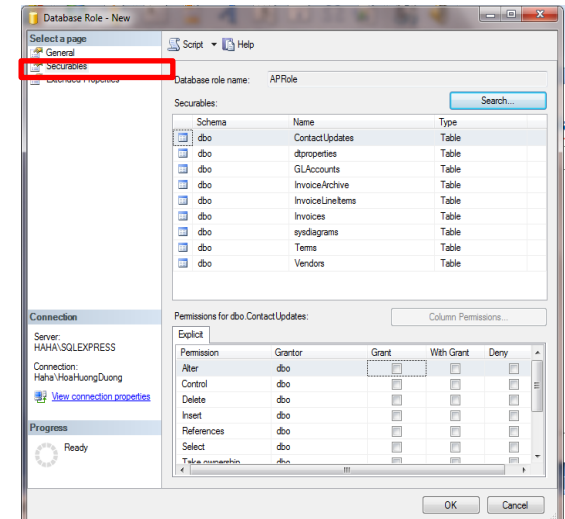 Database Role - New
Select a page
General
Securables
Extended Properties
Script Help
Database role name: APRole
Securables:
Search...
Schema Name Type
dbo ContactUpdates Table
dbo dtproperties Table
dbo GLAccounts Table
dbo InvoiceArchive Table
dbo InvoiceLineItems Table
dbo Invoices Table
dbo sysdiagrams Table
dbo Terms Table
dbo Vendors Table
Connection
Server:
HAHA\SQLEXPRESS
Connection:
Haha\HoaHuongDuong
View connection properties
Progress
Ready
Permissions for dbo.ContactUpdates:
Column Permissions...
Explicit
Permission Grantor Grant With Grant Deny
Alter dbo
Control dbo
Delete dbo
Insert dbo
References dbo
Select dbo
Take ownership dbo
OK Cancel